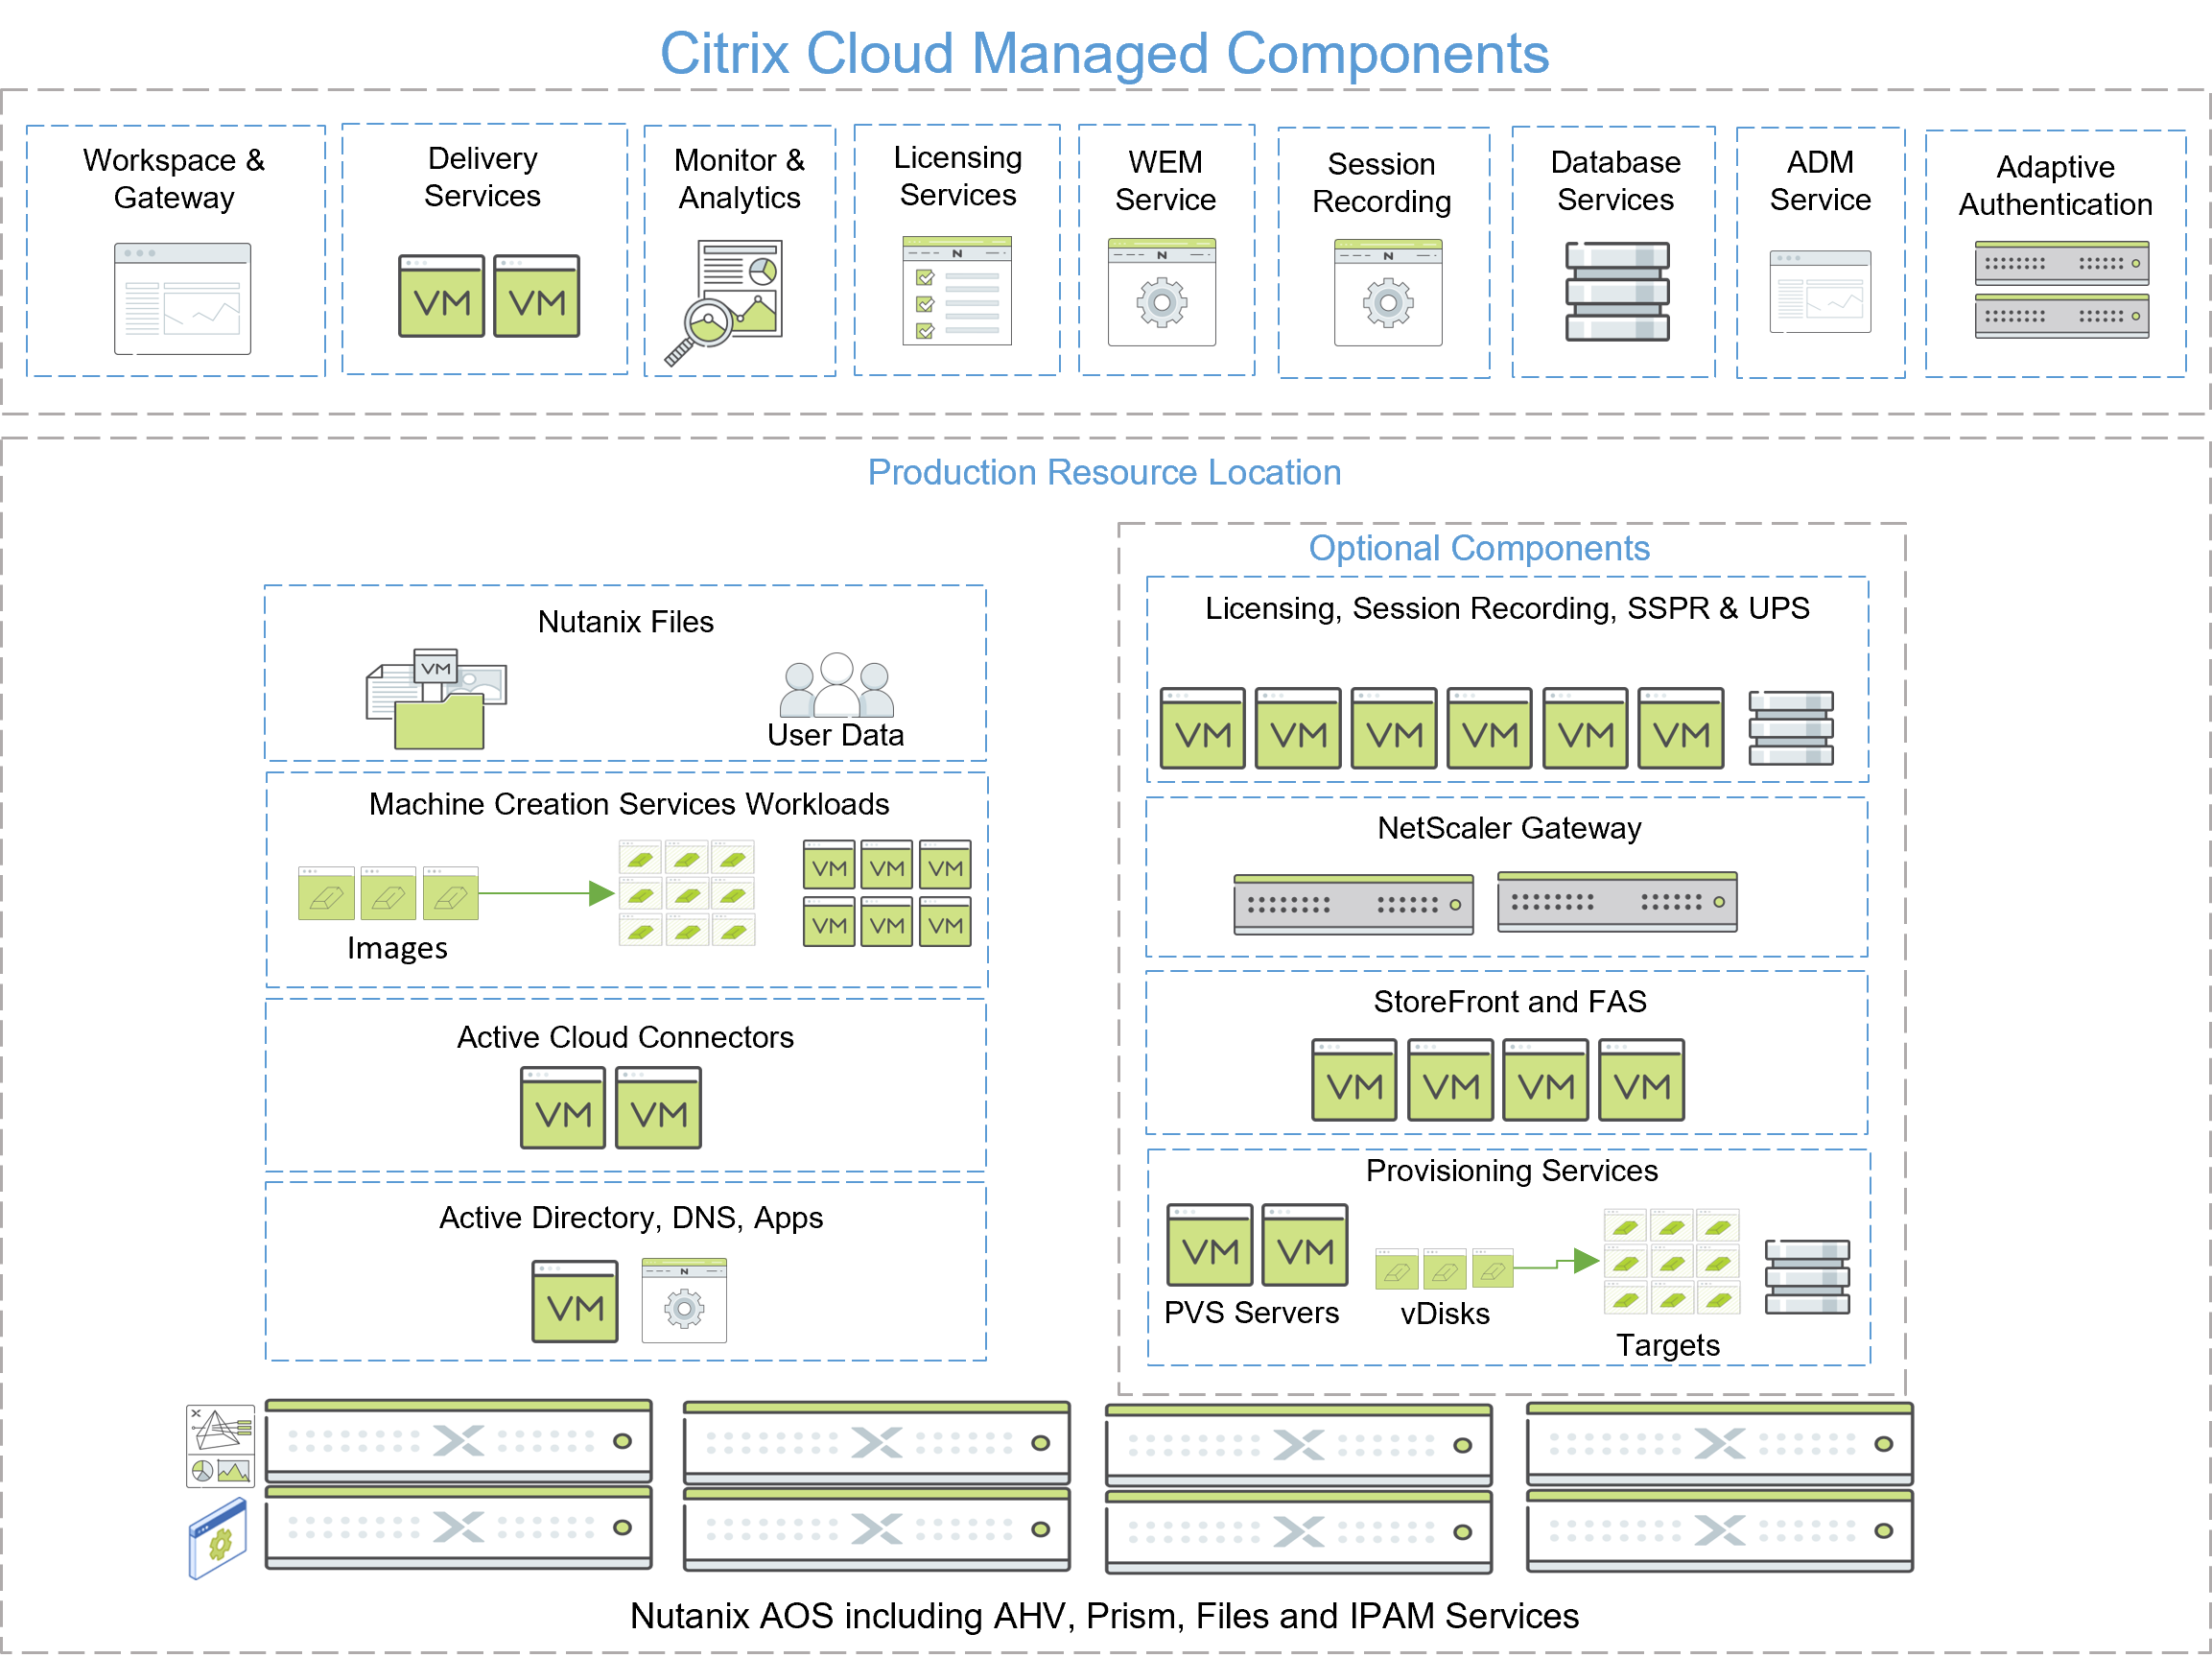 Citrix Cloud Managed Components
Workspace &
Gateway
Delivery
Services
VM
VM
Monitor &
Analytics
Licensing
Services
N
WEM
Service
N
Session
Recording
N
Database
Services
ADM
Service
Adaptive
Authentication
Production Resource Location
Nutanix Files
VM
User Data
Machine Creation Services Workloads
VM VM VM
VM VM VM
Images
Active Cloud Connectors
VM VM
Active Directory, DNS, Apps
VM
N
Optional Components
Licensing, Session Recording, SSPR & UPS
VM VM VM VM VM VM
NetScaler Gateway
StoreFront and FAS
VM VM VM VM
Provisioning Services
VM VM
PVS Servers
vDisks
Targets
X X X X
X X X X
Nutanix AOS including AHV, Prism, Files and IPAM Services